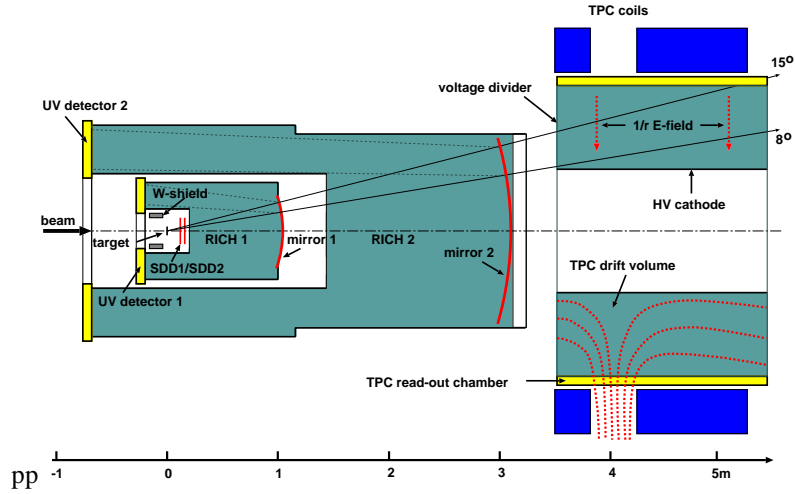 TPC coils
15o
UV detector 2
voltage divider
1/r E-field
8o
W-shield
HV cathode
beam
target
RICH 1
mirror 1
RICH 2
mirror 2
SDD1/SDD2
TPC drift volume
UV detector 1
TPC read-out chamber
pp
-1 0 1 2 3 4 5m